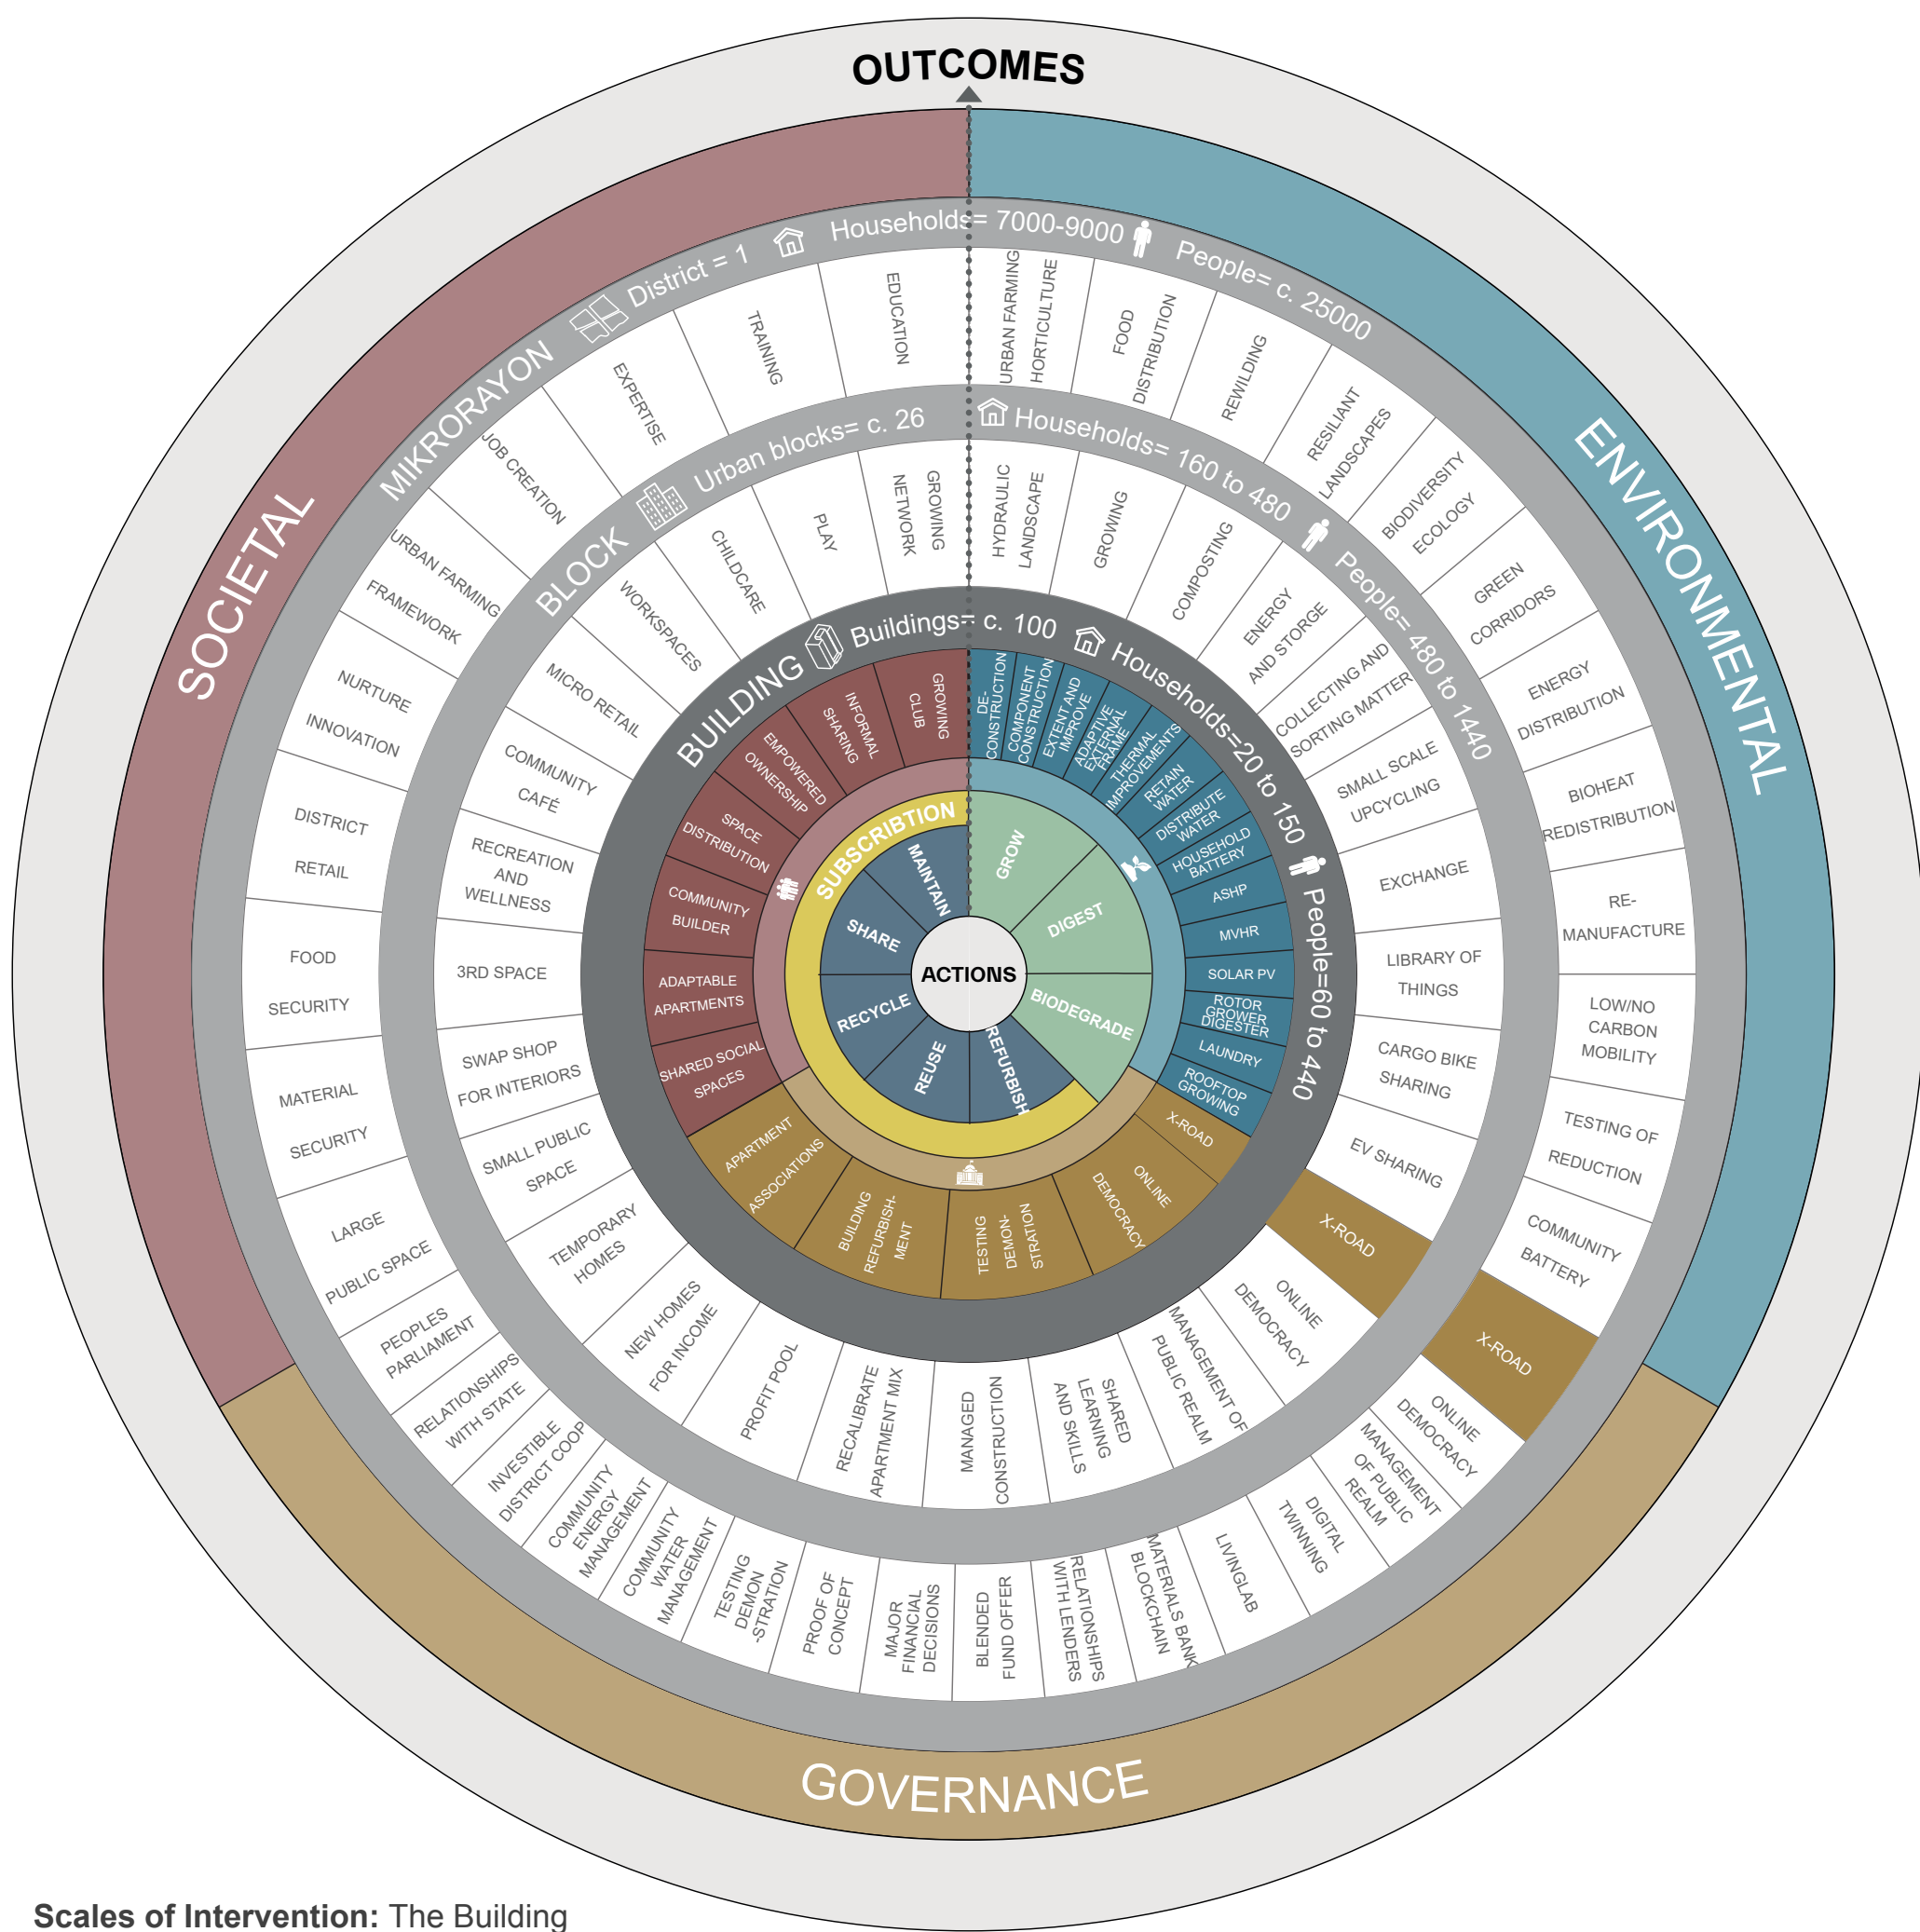 OUTCOMES
SOCIETAL
ENVIRONMENTAL
GOVERNANCE
MIKRORAYON
District = 1
Households= 7000-9000
People= c. 25000
URBAN FARMING
HORTICULTURE
FOOD
DISTRIBUTION
REWILDING
RESILIANT
LANDSCAPES
BIODIVERSITY
ECOLOGY
GREEN
CORRIDORS
ENERGY
DISTRIBUTION
BIOHEAT
REDISTRIBUTION
RE-
MANUFACTURE
LOW/NO
CARBON
MOBILITY
TESTING OF
REDUCTION
COMMUNITY
BATTERY
X-ROAD
ONLINE
DEMOCRACY
MANAGEMENT
OF PUBLIC
REALM
DIGITAL
TWINNING
LIVINGLAB
MATERIALS BANK
BLOCKCHAIN
RELATIONSHIPS
WITH LENDERS
BLENDED
FUND OFFER
MAJOR
FINANCIAL
DECISIONS
PROOF OF
CONCEPT
TESTING
DEMON
-STRATION
COMMUNITY
WATER
MANAGEMENT
COMMUNITY
ENERGY
MANAGEMENT
INVESTIBLE
DISTRICT COOP
RELATIONSHIPS
WITH STATE
PEOPLES
PARLIAMENT
LARGE
PUBLIC SPACE
MATERIAL
SECURITY
FOOD
SECURITY
DISTRICT
RETAIL
NURTURE
INNOVATION
URBAN FARMING
FRAMEWORK
JOB CREATION
EXPERTISE
TRAINING
EDUCATION
BLOCK
Urban blocks= c. 26
Households= 160 to 480
People= 480 to 1440
HYDRAULIC
LANDSCAPE
GROWING
COMPOSTING
ENERGY
AND STORGE
COLLECTING AND
SORTING MATTER
SMALL SCALE
UPCYCLING
EXCHANGE
LIBRARY OF
THINGS
CARGO BIKE
SHARING
EV SHARING
X-ROAD
ONLINE
DEMOCRACY
MANAGEMENT OF
PUBLIC REALM
SHARED
LEARNING
AND SKILLS
MANAGED
CONSTRUCTION
RECALIBRATE
APARTMENT MIX
PROFIT POOL
NEW HOMES
FOR INCOME
TEMPORARY
HOMES
SMALL PUBLIC
SPACE
SWAP SHOP
FOR INTERIORS
3RD SPACE
RECREATION
AND
WELLNESS
COMMUNITY
CAFÉ
MICRO RETAIL
WORKSPACES
CHILDCARE
PLAY
GROWING
NETWORK
BUILDING
Buildings= c. 100
Households=20 to 150
People=60 to 440
DE-
CONSTRUCTION
COMPONENT
CONSTRUCTION
EXTENT AND
IMPROVE
ADAPTIVE
EXTERNAL
FRAME
THERMAL
IMPROVEMENTS
RETAIN
WATER
DISTRIBUTE
WATER
HOUSEHOLD
BATTERY
ASHP
MVHR
SOLAR PV
ROTOR
GROWER
DIGESTER
LAUNDRY
ROOFTOP
GROWING
X-ROAD
ONLINE
DEMOCRACY
TESTING
DEMON-
STRATION
BUILDING
REFURBISH-
MENT
APARTMENT
ASSOCIATIONS
SHARED SOCIAL
SPACES
ADAPTABLE
APARTMENTS
COMMUNITY
BUILDER
SPACE
DISTRIBUTION
EMPOWERED
OWNERSHIP
INFORMAL
SHARING
GROWING
CLUB
SUBSCRIBTION
GROW
DIGEST
BIODEGRADE
REFURBISH
REUSE
RECYCLE
SHARE
MAINTAIN
ACTIONS
Scales of Intervention: The Building